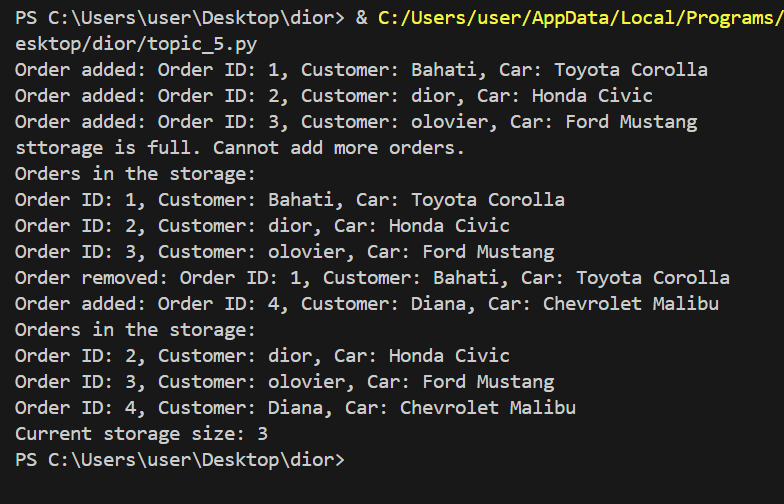 PS C:\Users\user\Desktop\dior> & C:/Users/user/AppData/Local/Programs/
esktop/dior/topic_5.py
Order added: Order ID: 1, Customer: Bahati, Car: Toyota Corolla
Order added: Order ID: 2, Customer: dior, Car: Honda Civic
Order added: Order ID: 3, Customer: olovier, Car: Ford Mustang
sttorage is full. Cannot add more orders.
Orders in the storage:
Order ID: 1, Customer: Bahati, Car: Toyota Corolla
Order ID: 2, Customer: dior, Car: Honda Civic
Order ID: 3, Customer: olovier, Car: Ford Mustang
Order removed: Order ID: 1, Customer: Bahati, Car: Toyota Corolla
Order added: Order ID: 4, Customer: Diana, Car: Chevrolet Malibu
Orders in the storage:
Order ID: 2, Customer: dior, Car: Honda Civic
Order ID: 3, Customer: olovier, Car: Ford Mustang
Order ID: 4, Customer: Diana, Car: Chevrolet Malibu
Current storage size: 3
PS C:\Users\user\Desktop\dior>